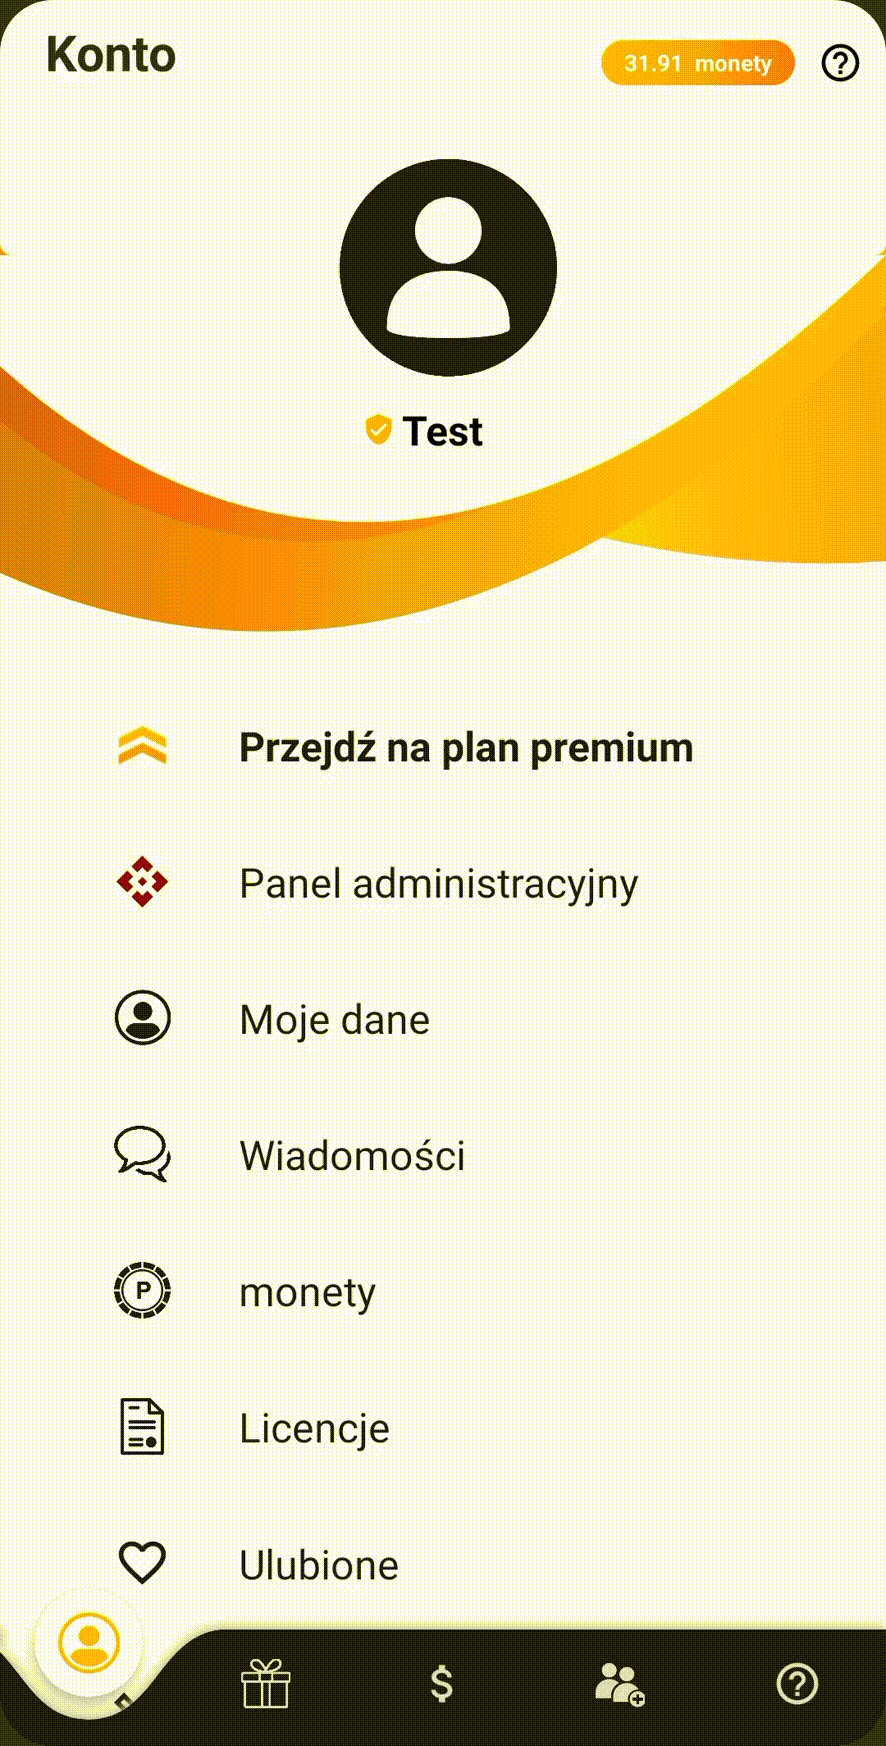 Konto
31.91 monety
Test
Przejdź na plan premium
Panel administracyjny
Moje dane
Wiadomości
P
monety
Licencje
Ulubione
$